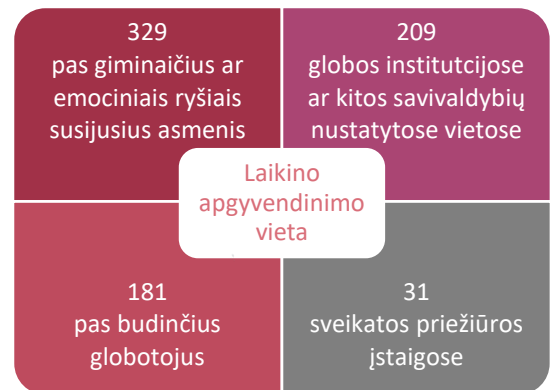 329
pas giminaičius ar
emociniais ryšiais
susijusius asmenis
209
globos institutcijose
ar kitos savivaldybių
nustatytose vietose
Laikino
apgyvendinimo
vieta
181
pas budinčius
globotojus
31
sveikatos priežiūros
įstaigose